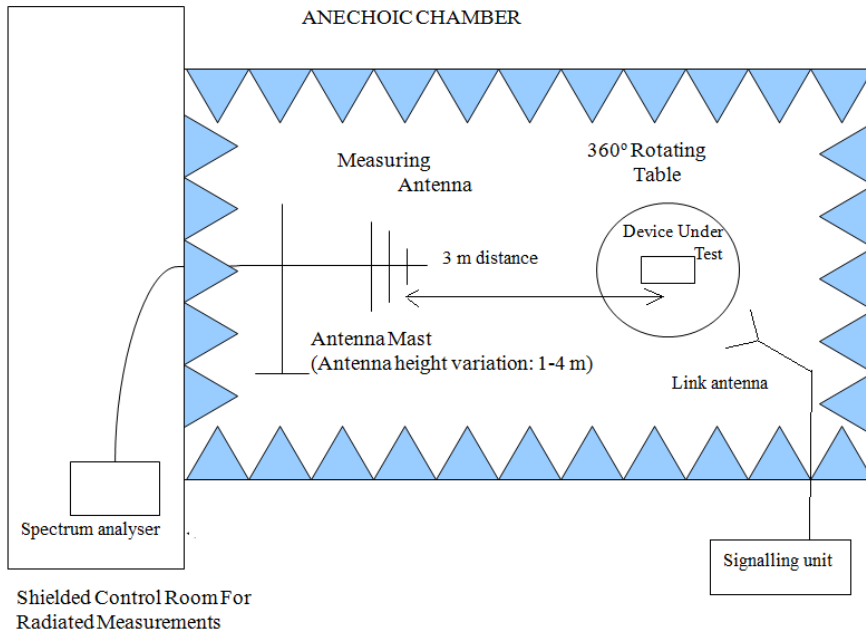 ANECHOIC CHAMBER
Measuring
Antenna
360º Rotating
Table
Device Under
Test
3 m distance
Antenna Mast
(Antenna height variation: 1-4 m)
Link antenna
Spectrum analyser
Signalling unit
Shielded Control Room For
Radiated Measurements